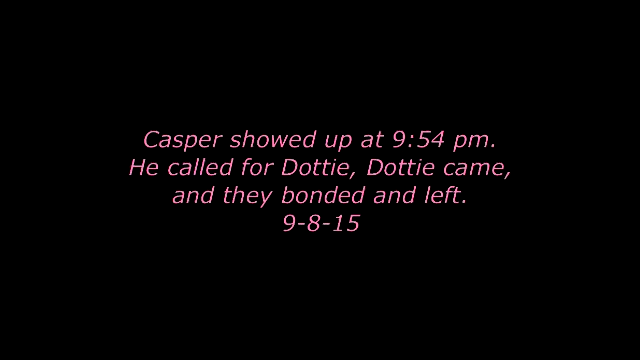 Casper showed up at 9:54 pm.
He called for Dottie, Dottie came,
and they bonded and left.
9-8-15